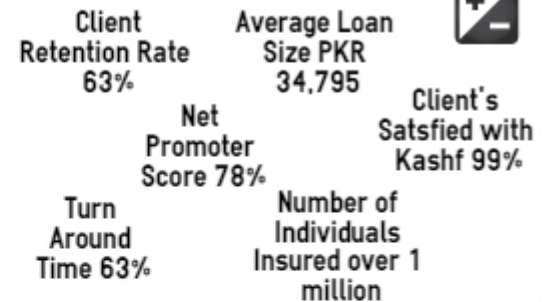 Client
Retention Rate
63%
Average Loan
Size PKR
34,795
Client's
Satsfied with
Kashf 99%
Net
Promoter
Score 78%
Turn
Around
Time 63%
Number of
Individuals
Insured over 1
million